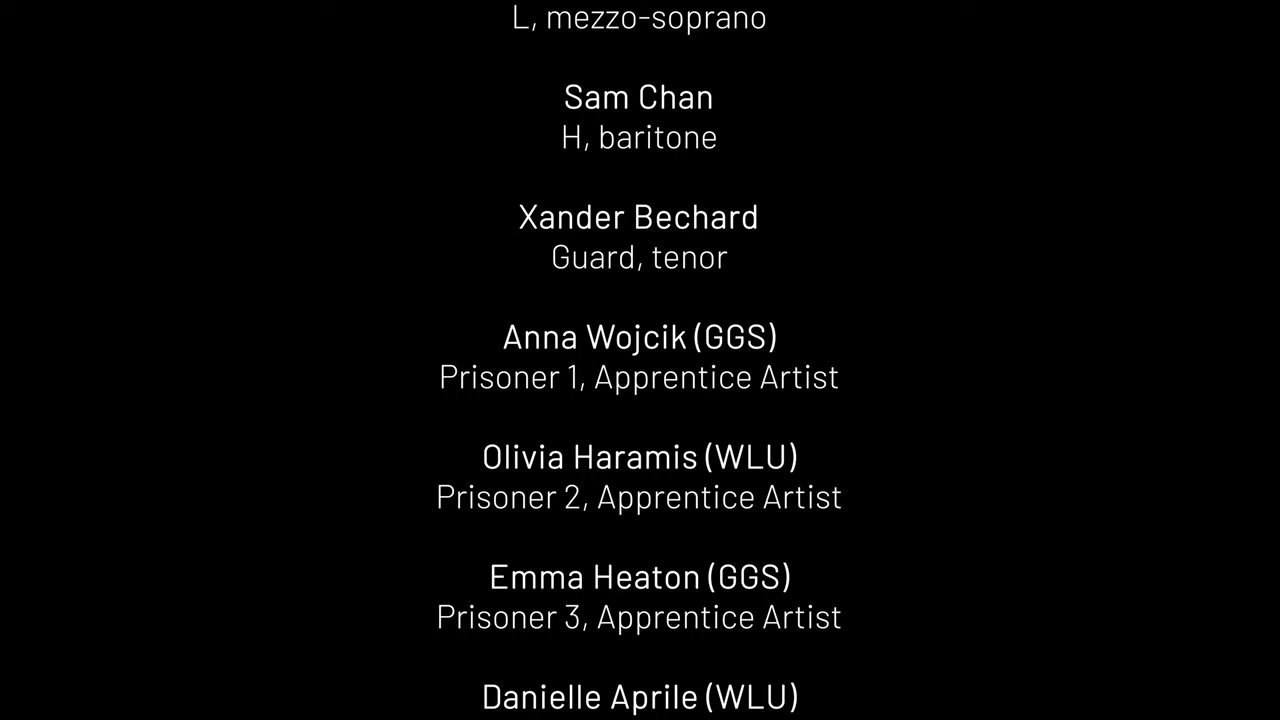 L, mezzo-soprano
Sam Chan
H, baritone
Xander Bechard
Guard, tenor
Anna Wojcik (GGS)
Prisoner 1, Apprentice Artist
Olivia Haramis (WLU)
Prisoner 2, Apprentice Artist
Emma Heaton (GGS)
Prisoner 3, Apprentice Artist
Danielle Aprile (WLU)